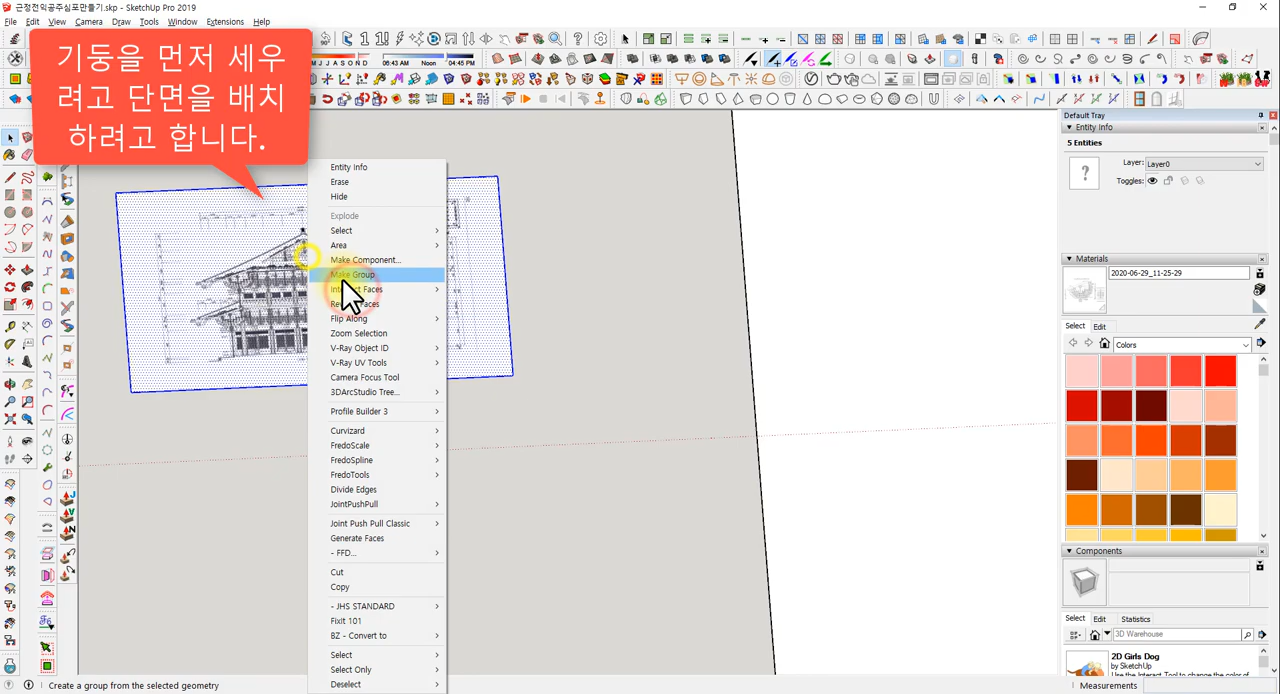 근정전익공주심포만들기.skp - SketchUp Pro 2019
File Edit View Camera Draw Tools Window Extensions Help
기둥을 먼저 세우
려고 단면을 배치
하려고 합니다.
06:43 AM Noon 04:45 PM
Entity Info
Erase
Hide
Explode
Select
Area
Make Component...
Make Group
Intersect Faces
Reverse Faces
Flip Along
Zoom Selection
V-Ray Object ID
V-Ray UV Tools
Camera Focus Tool
3DArcStudio Tree...
Profile Builder 3
Curvizard
FredoScale
FredoSpline
FredoTools
Divide Edges
JointPushPull
Joint Push Pull Classic
Generate Faces
- FFD...
Cut
Copy
- JHS STANDARD
Fixit 101
BZ - Convert to
Select
Select Only
Deselect
Default Tray
Entity Info
5 Entities
Layer: Layer0
Toggles:
Materials
2020-06-29_11-25-29
Select Edit
Colors
Components
Select Edit Statistics
3D Warehouse
2D Girls Dog
by SketchUp
Create a group from the selected geometry
Measurements